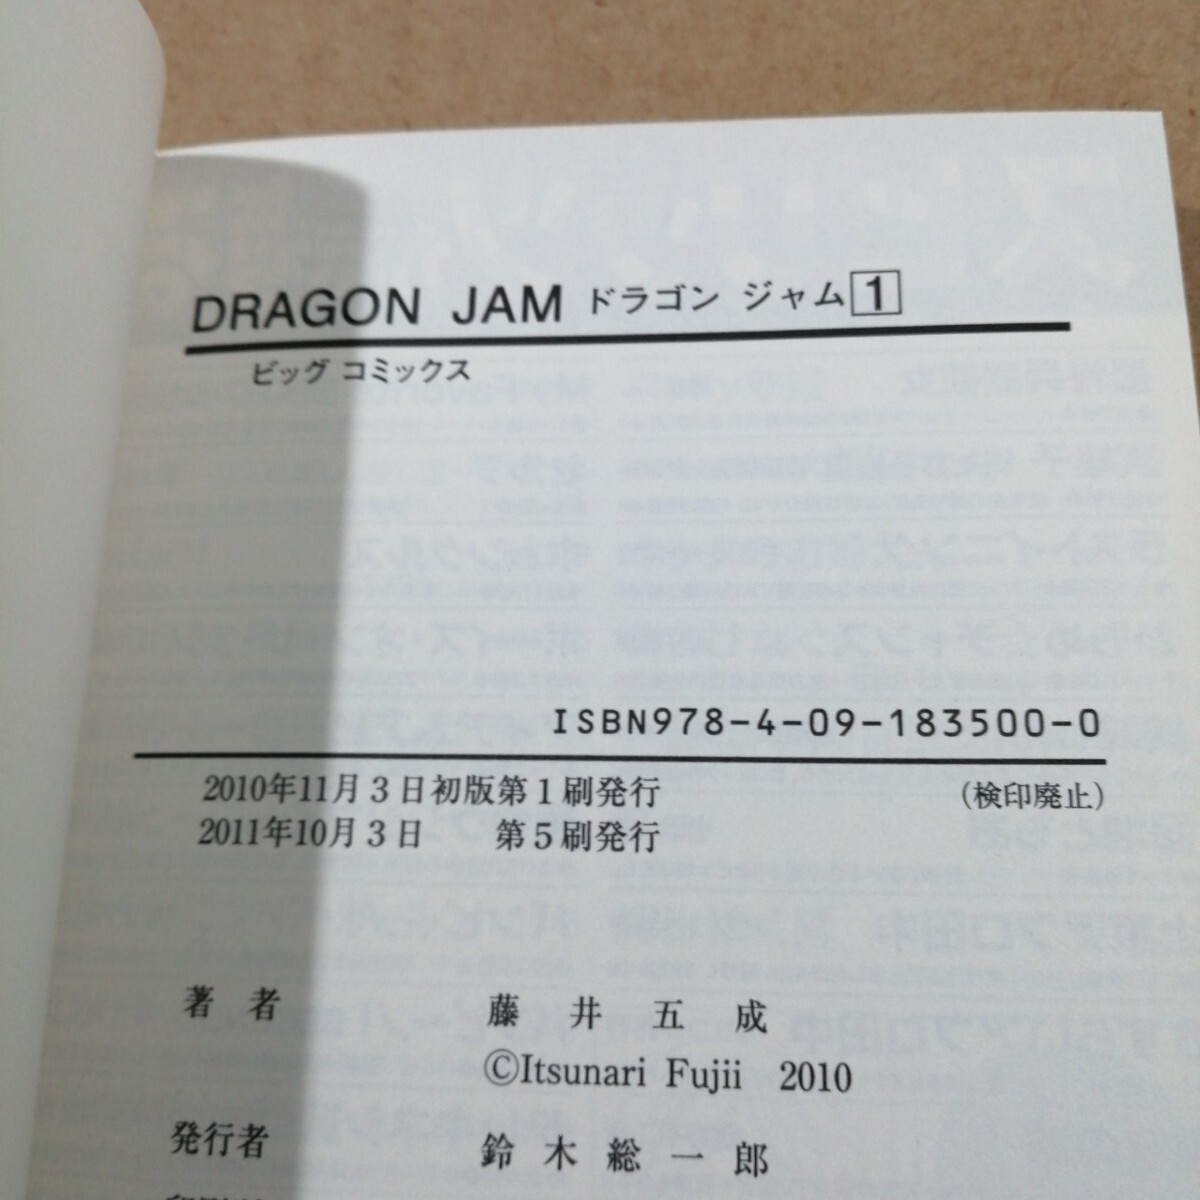 DRAGON JAM ドラゴン ジャム1
ビッグ コミックス
ISBN978-4-09-183500-0
2010年11月3日初版第1刷発行 (検印廃止)
2011年10月3日 第5刷発行
著者 藤井五成
©Itsunari Fujii 2010
発行者 鈴木総一郎